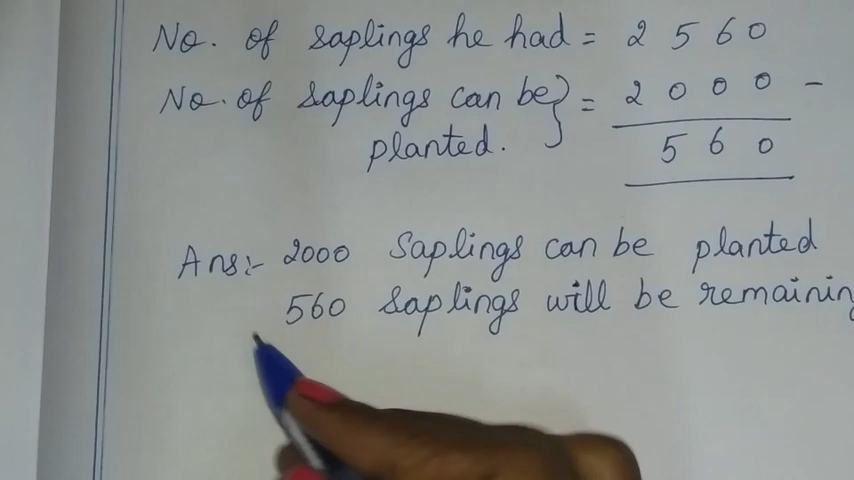 No. of saplings he had = 2 5 6 0
No. of saplings can be } = 2 0 0 0 -
planted.
5 6 0
Ans:- 2000 saplings can be planted
560 saplings will be remaining